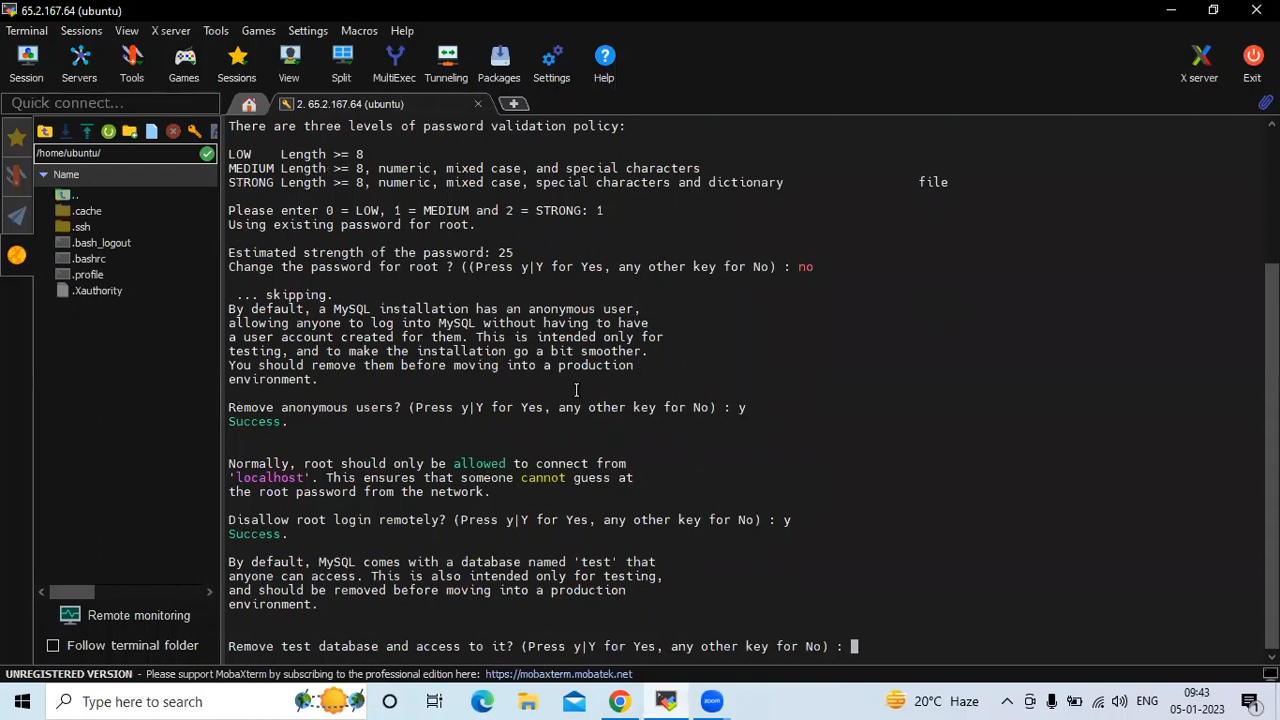 65.2.167.64 (ubuntu)
Terminal Sessions View X server Tools Games Settings Macros Help
Session Servers Tools Games Sessions View Split MultiExec Tunneling Packages Settings Help X server Exit
Quick connect...
2. 65.2.167.64 (ubuntu)
/home/ubuntu/
Name
..
.cache
.ssh
.bash_logout
.bashrc
.profile
.Xauthority
Remote monitoring
Follow terminal folder
There are three levels of password validation policy:
LOW Length >= 8
MEDIUM Length >= 8, numeric, mixed case, and special characters
STRONG Length >= 8, numeric, mixed case, special characters and dictionary file
Please enter 0 = LOW, 1 = MEDIUM and 2 = STRONG: 1
Using existing password for root.
Estimated strength of the password: 25
Change the password for root ? ((Press y|Y for Yes, any other key for No) : no
... skipping.
By default, a MySQL installation has an anonymous user,
allowing anyone to log into MySQL without having to have
a user account created for them. This is intended only for
testing, and to make the installation go a bit smoother.
You should remove them before moving into a production
environment.
Remove anonymous users? (Press y|Y for Yes, any other key for No) : y
Success.
Normally, root should only be allowed to connect from
'localhost'. This ensures that someone cannot guess at
the root password from the network.
Disallow root login remotely? (Press y|Y for Yes, any other key for No) : y
Success.
By default, MySQL comes with a database named 'test' that
anyone can access. This is also intended only for testing,
and should be removed before moving into a production
environment.
Remove test database and access to it? (Press y|Y for Yes, any other key for No) :
UNREGISTERED VERSION - Please support MobaXterm by subscribing to the professional edition here: https://mobaxterm.mobatek.net
Type here to search
20°C Haze
ENG
09:43
05-01-2023
1